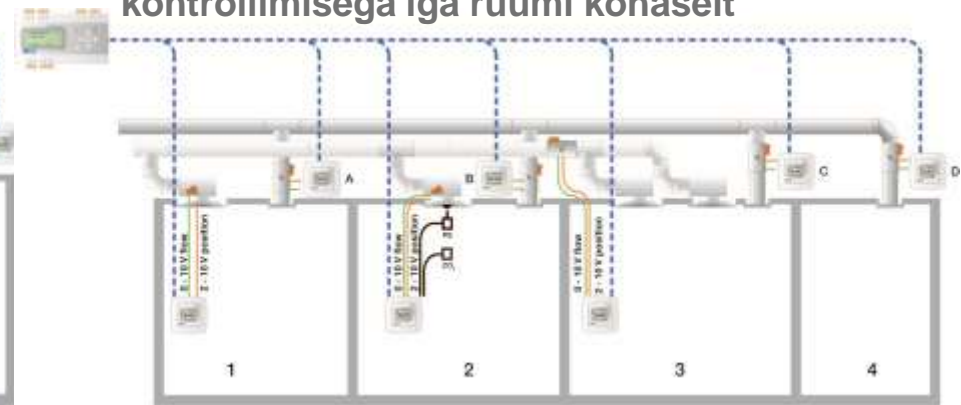 kontrollimisega iga ruumi kohaselt
A
B
C
D
0 - 10 V flow
2 - 10 V position
0 - 10 V flow
2 - 10 V position
0 - 10 V flow
2 - 10 V position
1
2
3
4